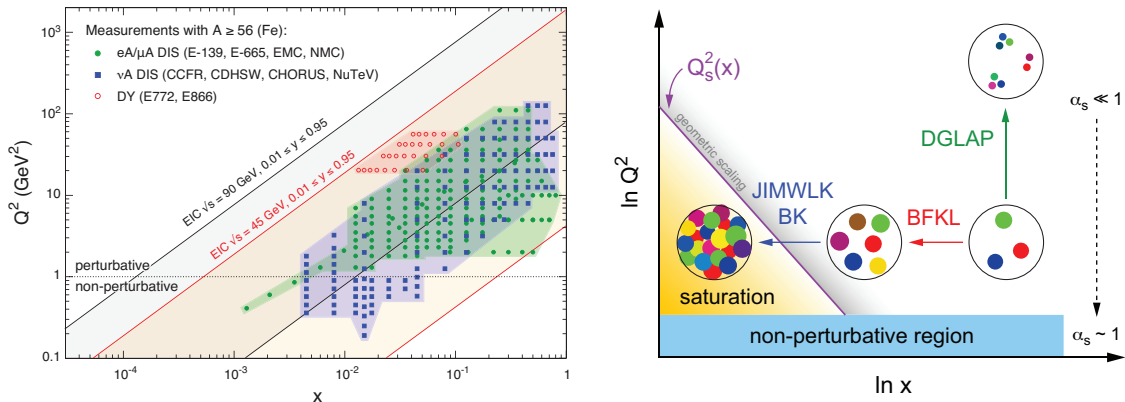 Measurements with A ≥ 56 (Fe):
eA/μA DIS (E-139, E-665, EMC, NMC)
νA DIS (CCFR, CDHSW, CHORUS, NuTeV)
DY (E772, E866)
EIC √s = 90 GeV, 0.01 ≤ y ≤ 0.95
EIC √s = 45 GeV, 0.01 ≤ y ≤ 0.95
perturbative
non-perturbative
Q² (GeV²)
10³
10²
10
1
0.1
10⁻⁴
10⁻³
10⁻²
10⁻¹
1
x
ln Q²
Qₛ²(x)
geometric scaling
αₛ ≪ 1
DGLAP
JIMWLK
BK
BFKL
saturation
non-perturbative region
αₛ ~ 1
ln x